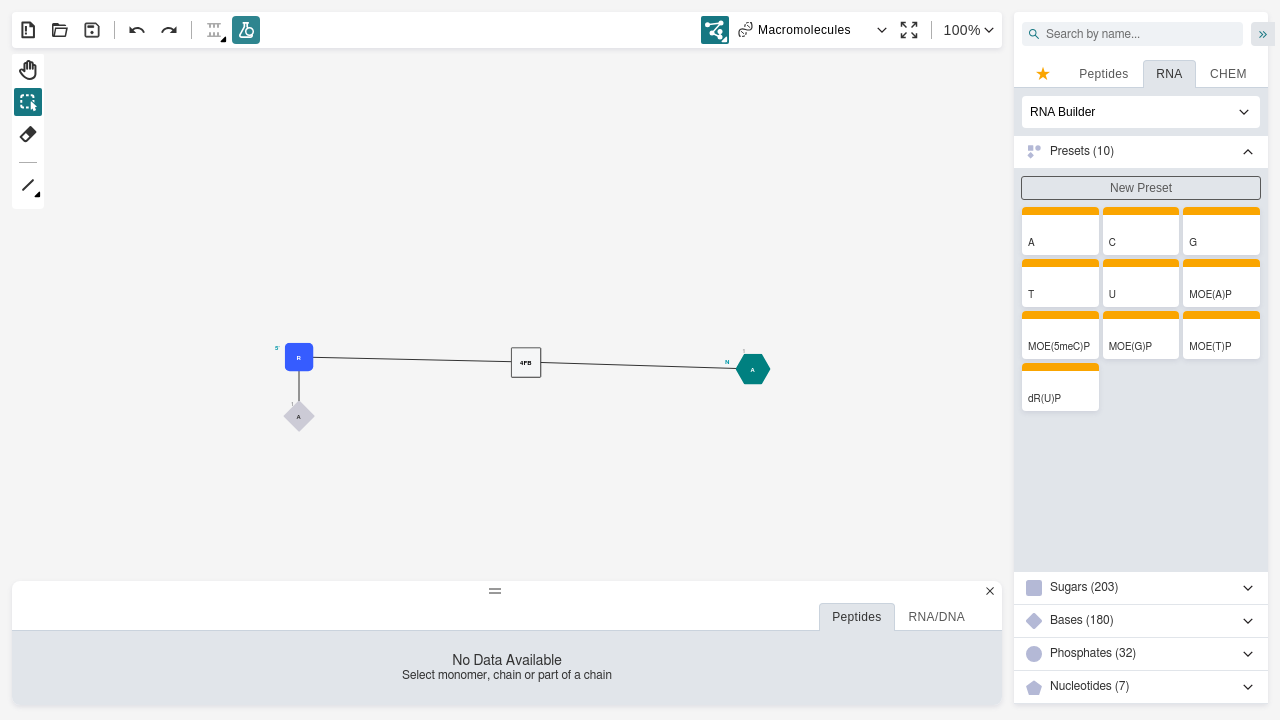 Macromolecules
100%
Search by name...
Peptides
RNA
CHEM
RNA Builder
Presets (10)
New Preset
A
C
G
T
U
MOE(A)P
MOE(5meC)P
MOE(G)P
MOE(T)P
dR(U)P
Sugars (203)
Bases (180)
Phosphates (32)
Nucleotides (7)
5'
R
1
A
4FB
N
1
A
Peptides
RNA/DNA
No Data Available
Select monomer, chain or part of a chain